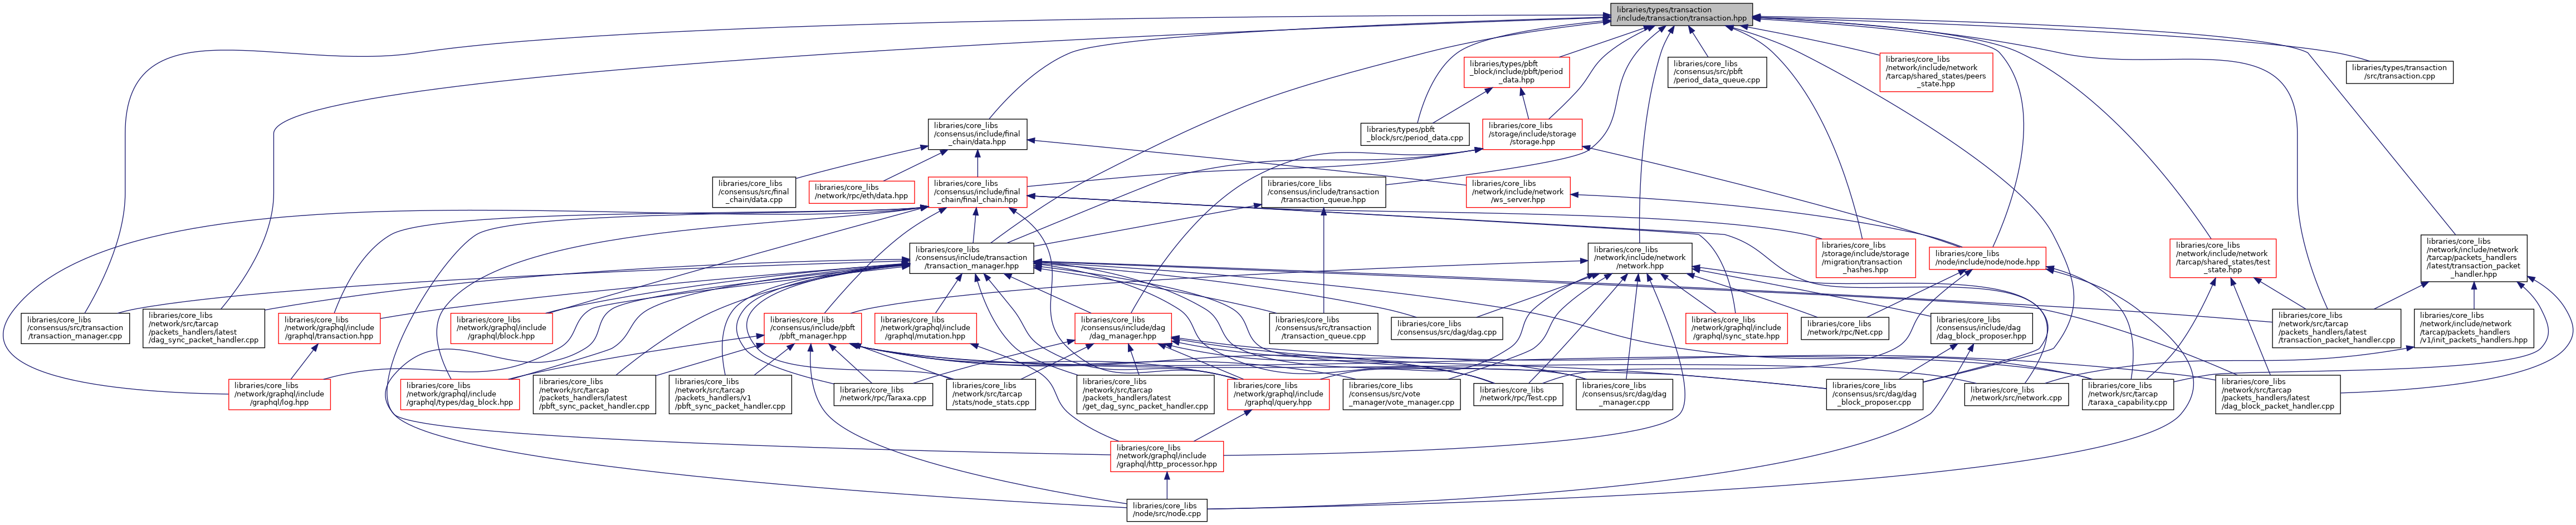 libraries/types/transaction
/include/transaction/transaction.hpp
libraries/types/pbft
_block/include/pbft/period
_data.hpp
libraries/core_libs
/consensus/src/pbft
/period_data_queue.cpp
libraries/core_libs
/network/include/network
/tarcap/shared_states/peers
_state.hpp
libraries/types/transaction
/src/transaction.cpp
libraries/core_libs
/consensus/include/final
_chain/data.hpp
libraries/types/pbft
_block/src/period_data.cpp
libraries/core_libs
/storage/include/storage
/storage.hpp
libraries/core_libs
/consensus/src/final
_chain/data.cpp
libraries/core_libs
/network/rpc/eth/data.hpp
libraries/core_libs
/consensus/include/final
_chain/final_chain.hpp
libraries/core_libs
/consensus/include/transaction
/transaction_queue.hpp
libraries/core_libs
/network/include/network
/ws_server.hpp
libraries/core_libs
/consensus/include/transaction
/transaction_manager.hpp
libraries/core_libs
/network/include/network
/network.hpp
libraries/core_libs
/storage/include/storage
/migration/transaction
_hashes.hpp
libraries/core_libs
/node/include/node/node.hpp
libraries/core_libs
/network/include/network
/tarcap/shared_states/test
_state.hpp
libraries/core_libs
/network/include/network
/tarcap/packets_handlers
/latest/transaction_packet
_handler.hpp
libraries/core_libs
/consensus/src/transaction
/transaction_manager.cpp
libraries/core_libs
/network/src/tarcap
/packets_handlers/latest
/dag_sync_packet_handler.cpp
libraries/core_libs
/network/graphql/include
/graphql/transaction.hpp
libraries/core_libs
/network/graphql/include
/graphql/block.hpp
libraries/core_libs
/consensus/include/pbft
/pbft_manager.hpp
libraries/core_libs
/network/graphql/include
/graphql/mutation.hpp
libraries/core_libs
/consensus/include/dag
/dag_manager.hpp
libraries/core_libs
/consensus/src/transaction
/transaction_queue.cpp
libraries/core_libs
/consensus/src/dag/dag.cpp
libraries/core_libs
/network/graphql/include
/graphql/sync_state.hpp
libraries/core_libs
/network/rpc/Net.cpp
libraries/core_libs
/consensus/include/dag
/dag_block_proposer.hpp
libraries/core_libs
/network/src/tarcap
/packets_handlers/latest
/transaction_packet_handler.cpp
libraries/core_libs
/network/include/network
/tarcap/packets_handlers
/v1/init_packets_handlers.hpp
libraries/core_libs
/network/graphql/include
/graphql/log.hpp
libraries/core_libs
/network/graphql/include
/graphql/types/dag_block.hpp
libraries/core_libs
/network/src/tarcap
/packets_handlers/latest
/pbft_sync_packet_handler.cpp
libraries/core_libs
/network/src/tarcap
/packets_handlers/v1
/pbft_sync_packet_handler.cpp
libraries/core_libs
/network/rpc/Taraxa.cpp
libraries/core_libs
/network/src/tarcap
/stats/node_stats.cpp
libraries/core_libs
/network/src/tarcap
/packets_handlers/latest
/get_dag_sync_packet_handler.cpp
libraries/core_libs
/network/graphql/include
/graphql/query.hpp
libraries/core_libs
/consensus/src/vote
_manager/vote_manager.cpp
libraries/core_libs
/network/rpc/Test.cpp
libraries/core_libs
/consensus/src/dag/dag
_manager.cpp
libraries/core_libs
/consensus/src/dag/dag
_block_proposer.cpp
libraries/core_libs
/network/src/network.cpp
libraries/core_libs
/network/src/tarcap
/taraxa_capability.cpp
libraries/core_libs
/network/src/tarcap
/packets_handlers/latest
/dag_block_packet_handler.cpp
libraries/core_libs
/network/graphql/include
/graphql/http_processor.hpp
libraries/core_libs
/node/src/node.cpp